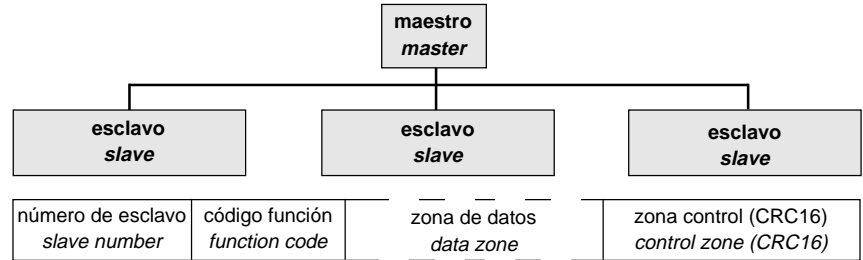 maestro
master
esclavo
slave
esclavo
slave
esclavo
slave
número de esclavo
slave number
código función
function code
zona de datos
data zone
zona control (CRC16)
control zone (CRC16)